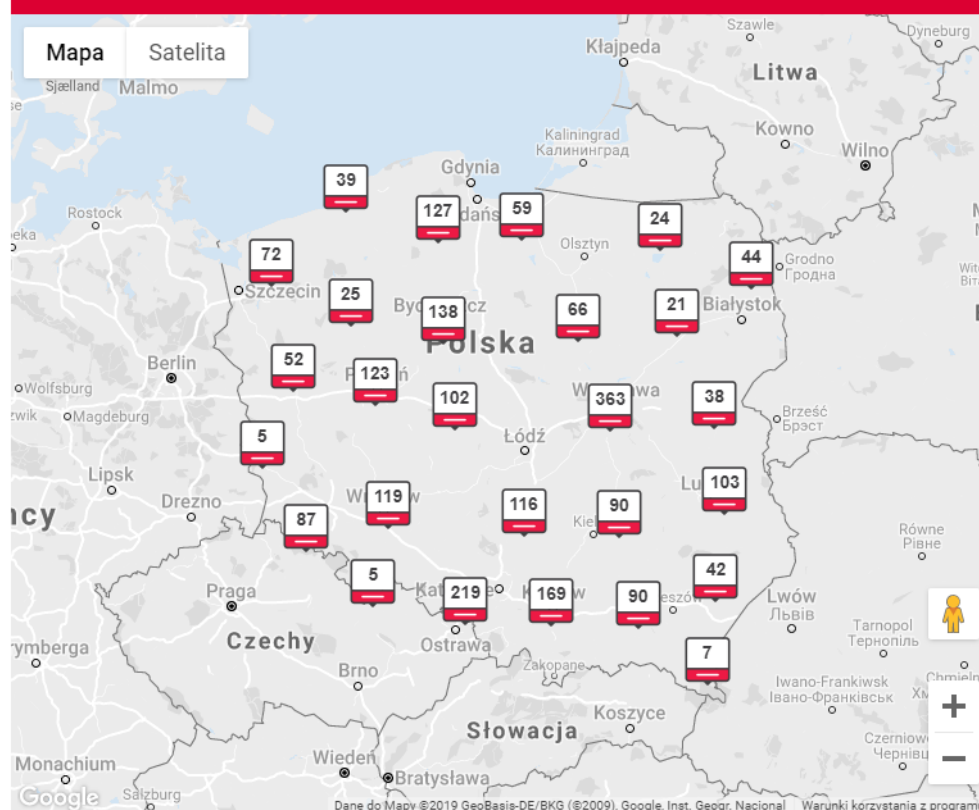 Mapa
Satelita
Szawle
Dyneburg
Kłajpeda
Litwa
Sjælland
Malmo
Kowno
Kaliningrad
Калининград
Wilno
Gdynia
39
127
59
24
Rostock
Olsztyn
44
Grodno
Гродна
72
Szczecin
25
138
66
21
Białystok
Polska
52
Berlin
123
Wolfsburg
102
363
38
Magdeburg
Brześć
Брэст
5
Łódź
Lipsk
103
Drezno
119
116
90
87
Równe
Рівне
5
42
Praga
219
169
90
Lwów
Львів
Czechy
Ostrawa
Tarnopol
Тернопіль
7
Zakopane
Brno
Iwano-Frankiwsk
Івано-Франківськ
Koszyce
Słowacja
Wiedeń
Monachium
Bratysława
Salzburg
Google
Dane do Mapy ©2019 GeoBasis-DE/BKG (©2009), Google, Inst. Geogr. Nacional
Warunki korzystania z program